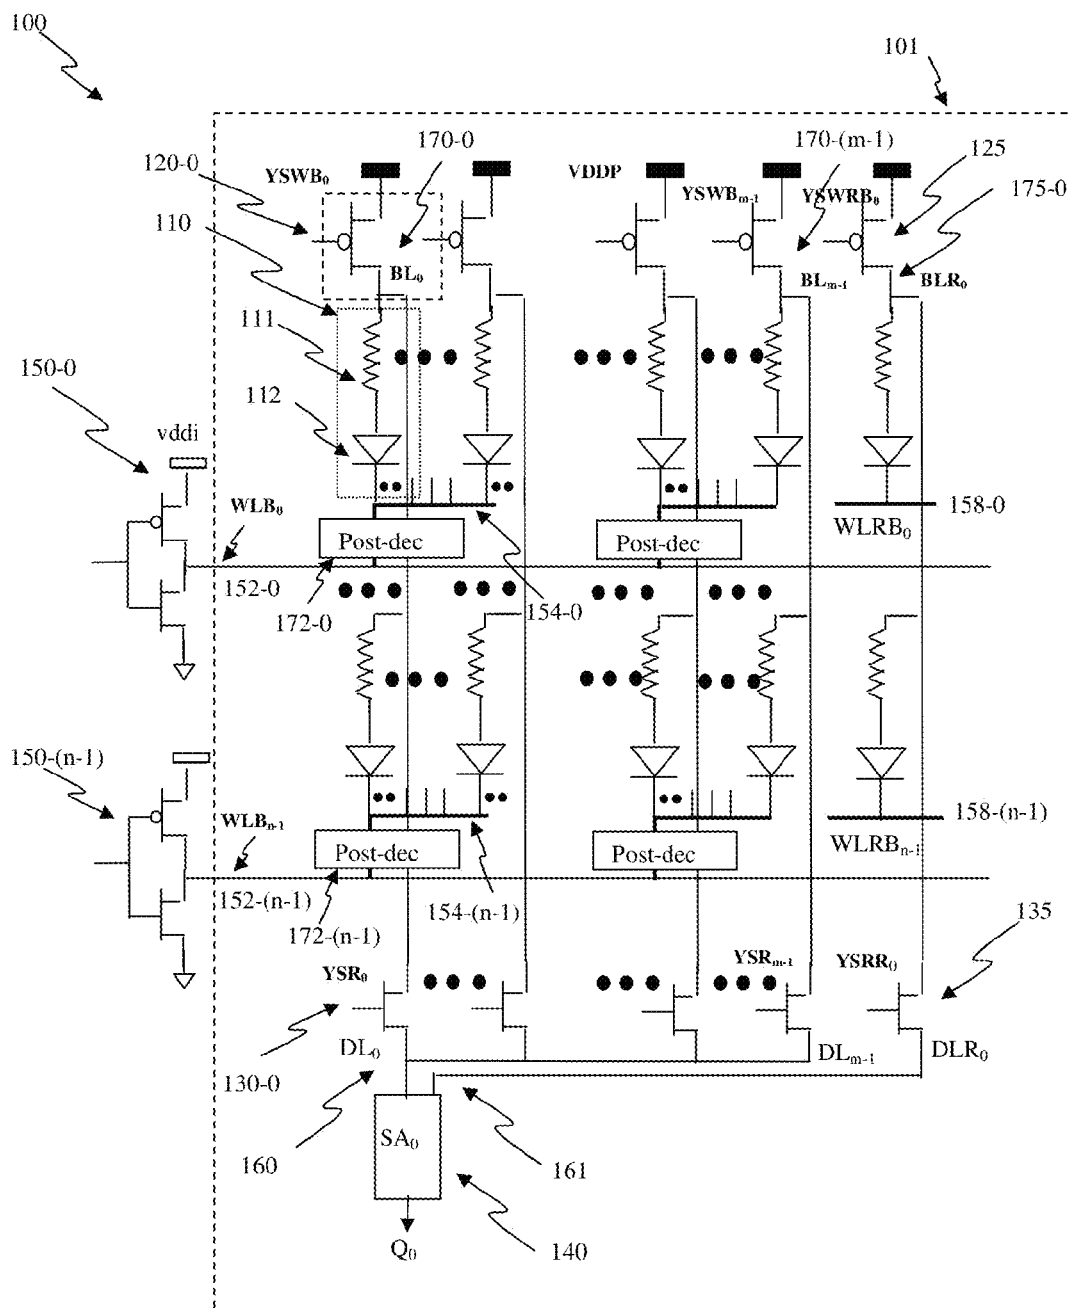 100
101
170-0
170-(m-1)
120-0
YSWB₀
VDDP
YSWBₘ₋₁
YSWRB₀
125
175-0
110
BL₀
BLₘ₋₁
BLR₀
111
150-0
112
vddi
WLB₀
158-0
WLRB₀
Post-dec
Post-dec
152-0
172-0
154-0
150-(n-1)
WLBₙ₋₁
158-(n-1)
WLRBₙ₋₁
Post-dec
Post-dec
152-(n-1)
154-(n-1)
172-(n-1)
135
YSR₀
YSRₘ₋₁
YSRR₀
DL₀
DLₘ₋₁
DLR₀
130-0
SA₀
160
161
140
Q₀